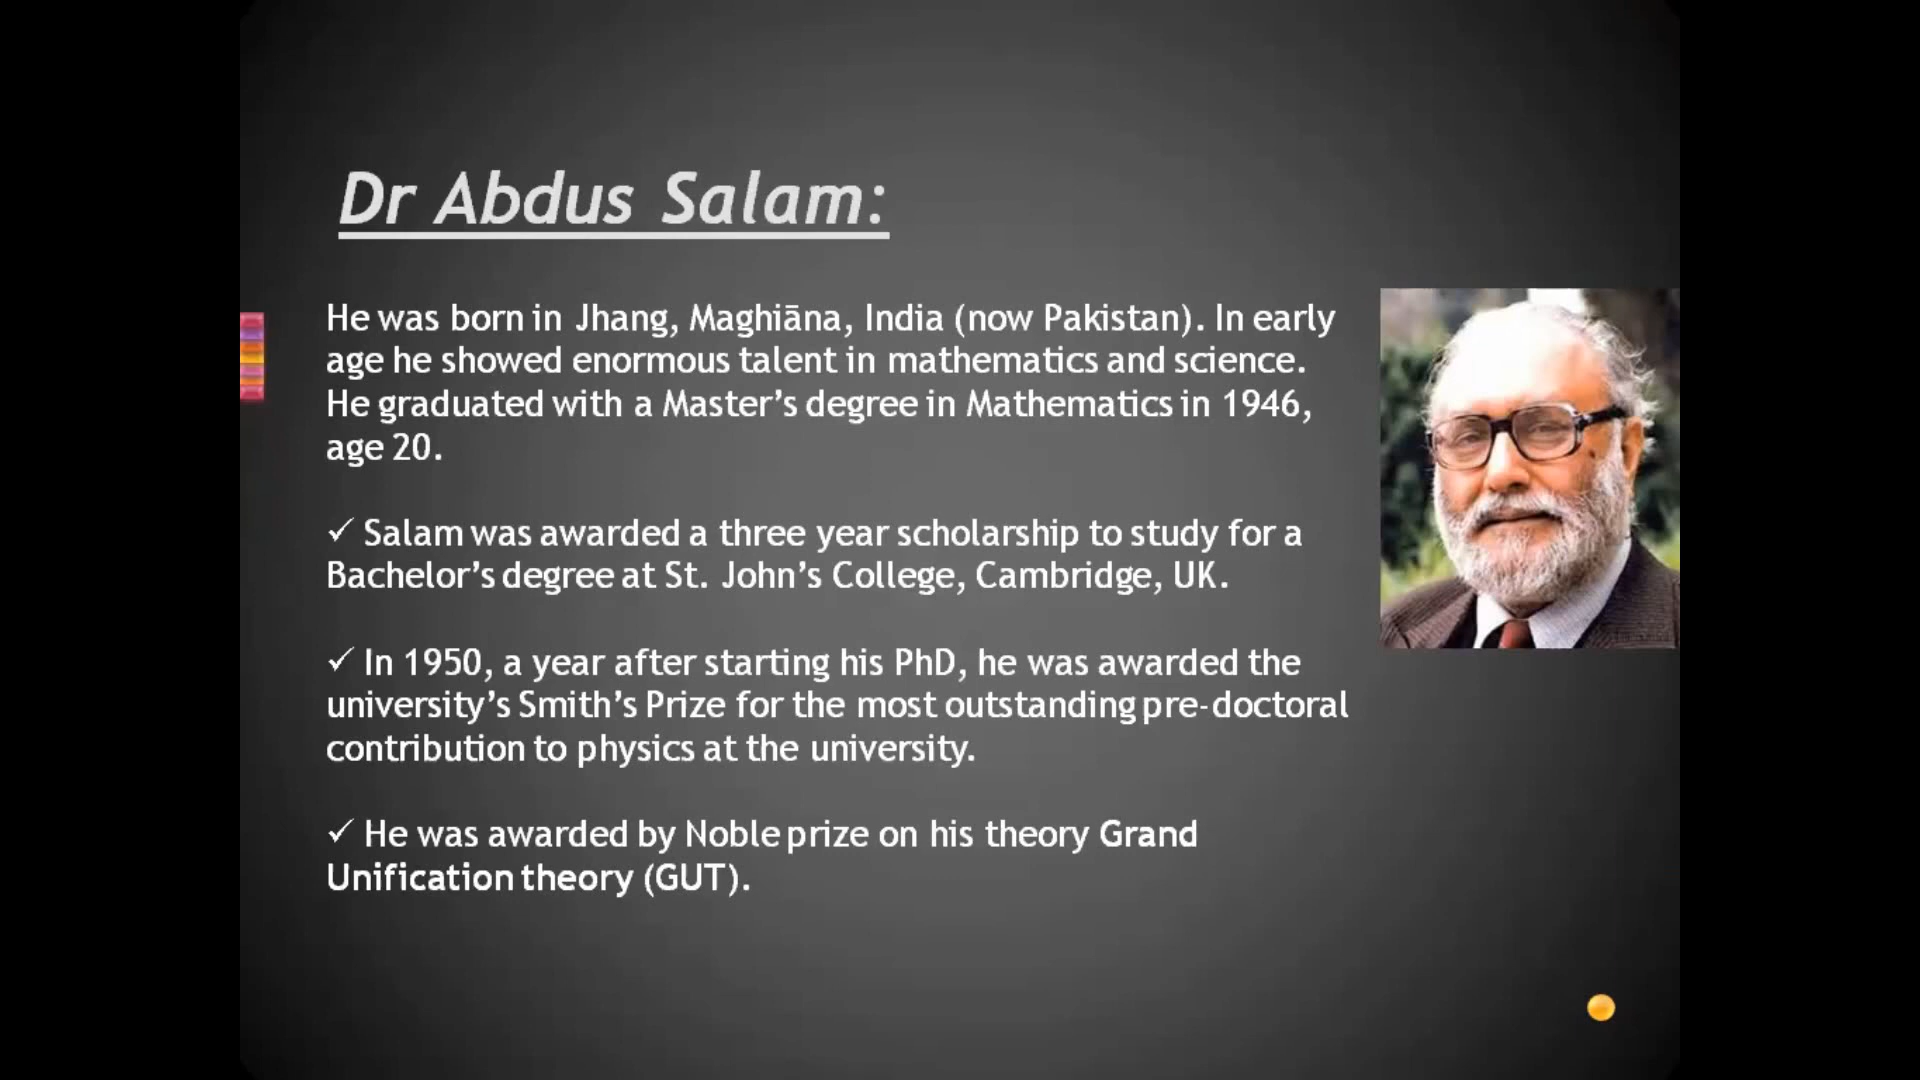 Dr Abdus Salam:
He was born in Jhang, Maghiāna, India (now Pakistan). In early
age he showed enormous talent in mathematics and science.
He graduated with a Master’s degree in Mathematics in 1946,
age 20.
✓ Salam was awarded a three year scholarship to study for a
Bachelor’s degree at St. John’s College, Cambridge, UK.
✓ In 1950, a year after starting his PhD, he was awarded the
university’s Smith’s Prize for the most outstanding pre-doctoral
contribution to physics at the university.
✓ He was awarded by Noble prize on his theory Grand
Unification theory (GUT).